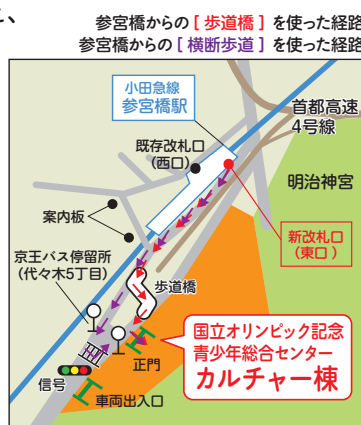 と、
参宮橋からの［ 歩道橋 ］を使った経路
参宮橋からの［ 横断歩道 ］を使った経路
小田急線
参宮橋駅
首都高速
4号線
既存改札口
（西口）
明治神宮
案内板
新改札口
（東口）
京王バス停留所
（代々木5丁目）
歩道橋
国立オリンピック記念
青少年総合センター
カルチャー棟
正門
信号
車両出入口